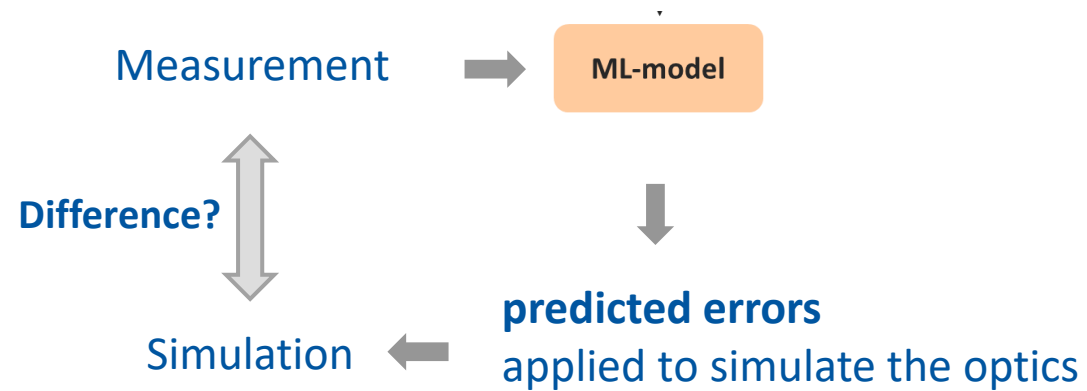 Measurement
ML-model
Difference?
predicted errors
Simulation
applied to simulate the optics